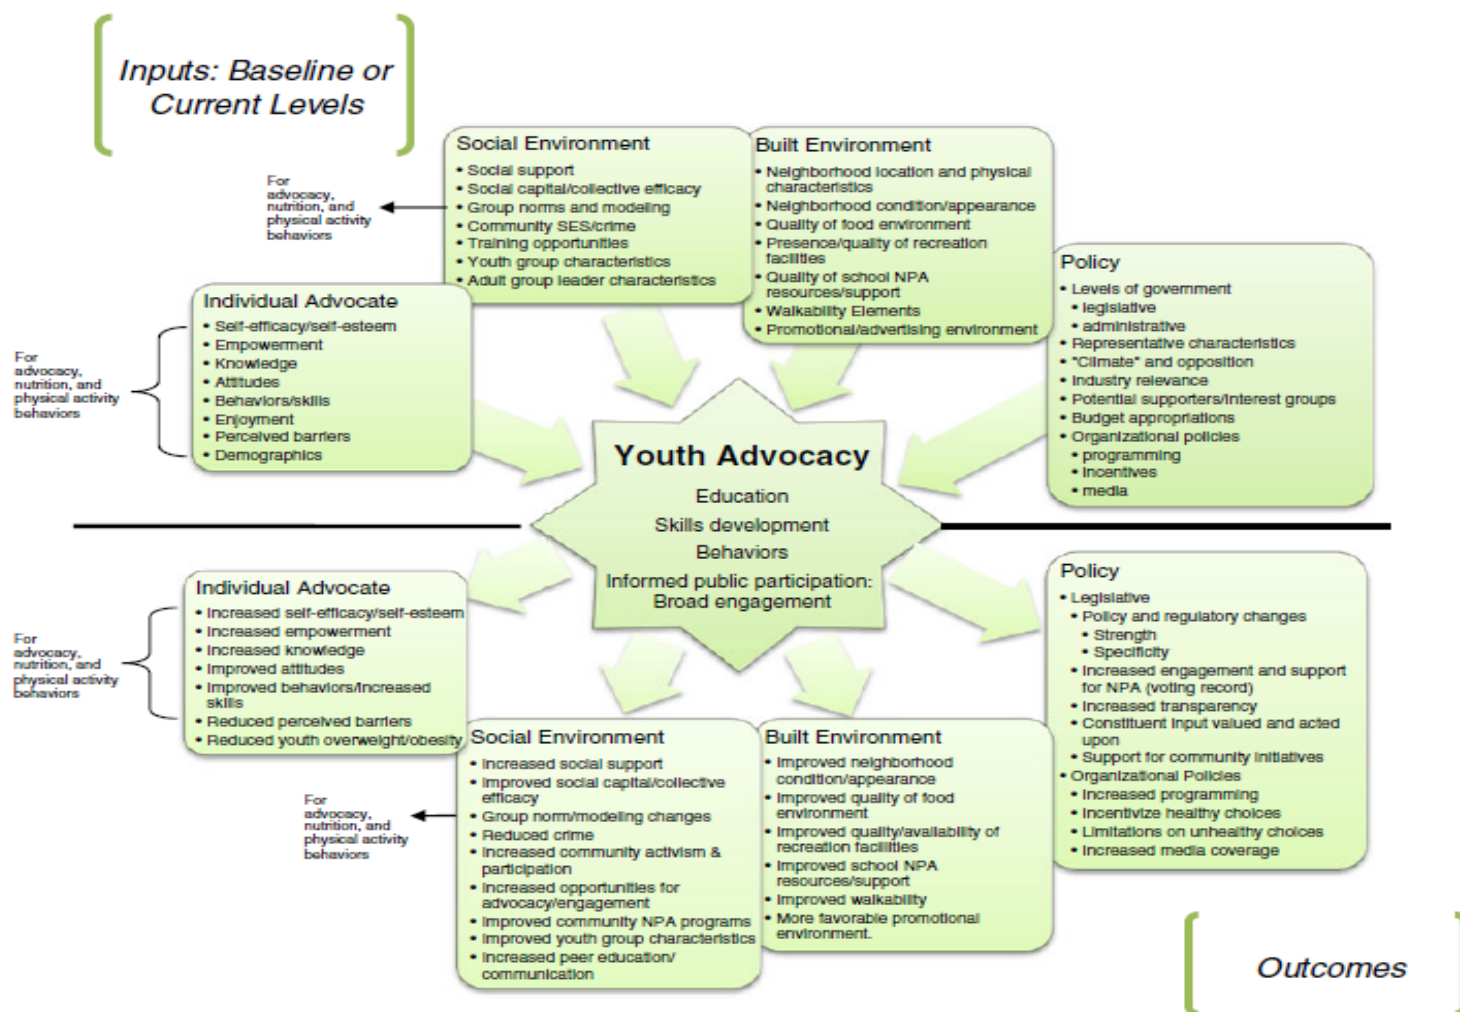 Inputs: Baseline or
Current Levels
Social Environment
• Social support
• Social capital/collective efficacy
• Group norms and modeling
• Community SES/crime
• Training opportunities
• Youth group characteristics
• Adult group leader characteristics
For
advocacy,
nutrition, and
physical activity
behaviors
Built Environment
• Neighborhood location and physical
characteristics
• Neighborhood condition/appearance
• Quality of food environment
• Presence/quality of recreation
facilities
• Quality of school NPA
resources/support
• Walkability Elements
• Promotional/advertising environment
Policy
• Levels of government
• legislative
• administrative
• Representative characteristics
• "Climate" and opposition
• Industry relevance
• Potential supporters/interest groups
• Budget appropriations
• Organizational policies
• programming
• incentives
• media
Individual Advocate
• Self-efficacy/self-esteem
• Empowerment
• Knowledge
• Attitudes
• Behaviors/skills
• Enjoyment
• Perceived barriers
• Demographics
For
advocacy,
nutrition, and
physical activity
behaviors
Youth Advocacy
Education
Skills development
Behaviors
Informed public participation:
Broad engagement
Individual Advocate
• Increased self-efficacy/self-esteem
• Increased empowerment
• Increased knowledge
• Improved attitudes
• Improved behaviors/increased
skills
• Reduced perceived barriers
• Reduced youth overweight/obesity
For
advocacy,
nutrition, and
physical activity
behaviors
Social Environment
• Increased social support
• Improved social capital/collective
efficacy
• Group norm/modeling changes
• Reduced crime
• Increased community activism &
participation
• Increased opportunities for
advocacy/engagement
• Improved community NPA programs
• Improved youth group characteristics
• Increased peer education/
communication
For
advocacy,
nutrition, and
physical activity
behaviors
Built Environment
• Improved neighborhood
condition/appearance
• Improved quality of food
environment
• Improved quality/availability of
recreation facilities
• Improved school NPA
resources/support
• Improved walkability
• More favorable promotional
environment.
Policy
• Legislative
• Policy and regulatory changes
• Strength
• Specificity
• Increased engagement and support
for NPA (voting record)
• Increased transparency
• Constituent input valued and acted
upon
• Support for community initiatives
• Organizational Policies
• Increased programming
• Incentivize healthy choices
• Limitations on unhealthy choices
• Increased media coverage
Outcomes